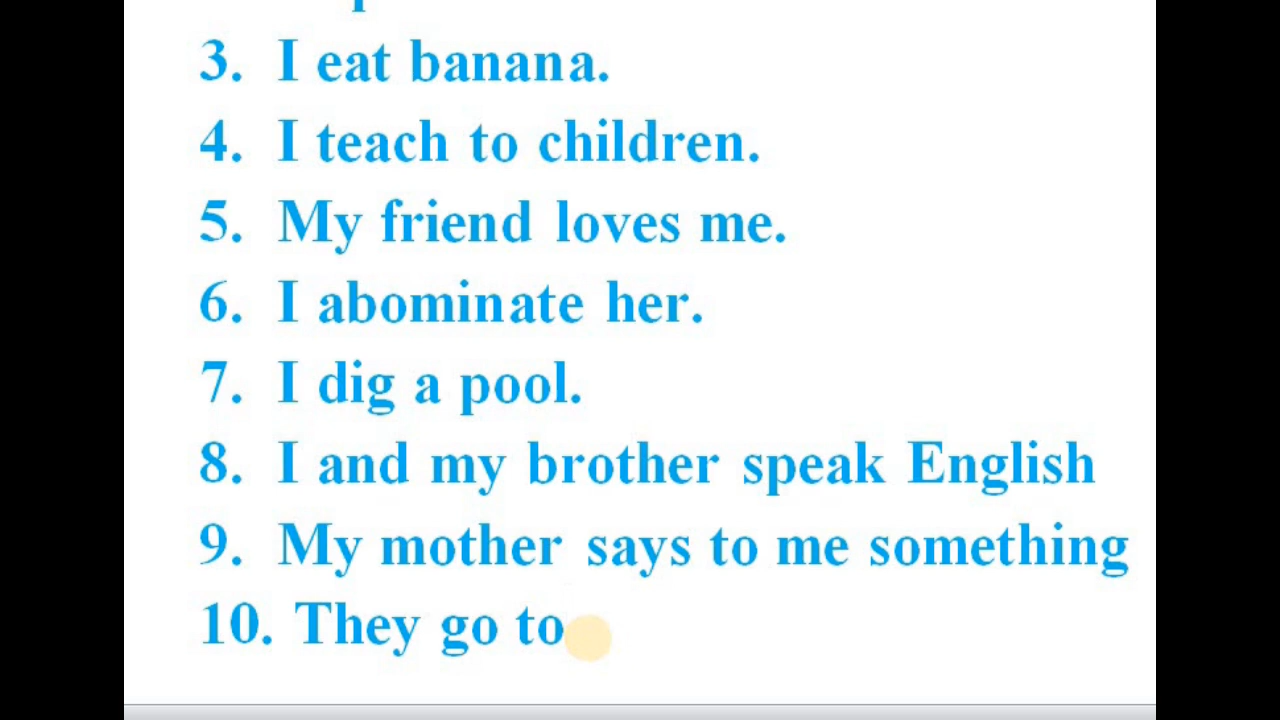 3. I eat banana.
4. I teach to children.
5. My friend loves me.
6. I abominate her.
7. I dig a pool.
8. I and my brother speak English
9. My mother says to me something
10. They go to